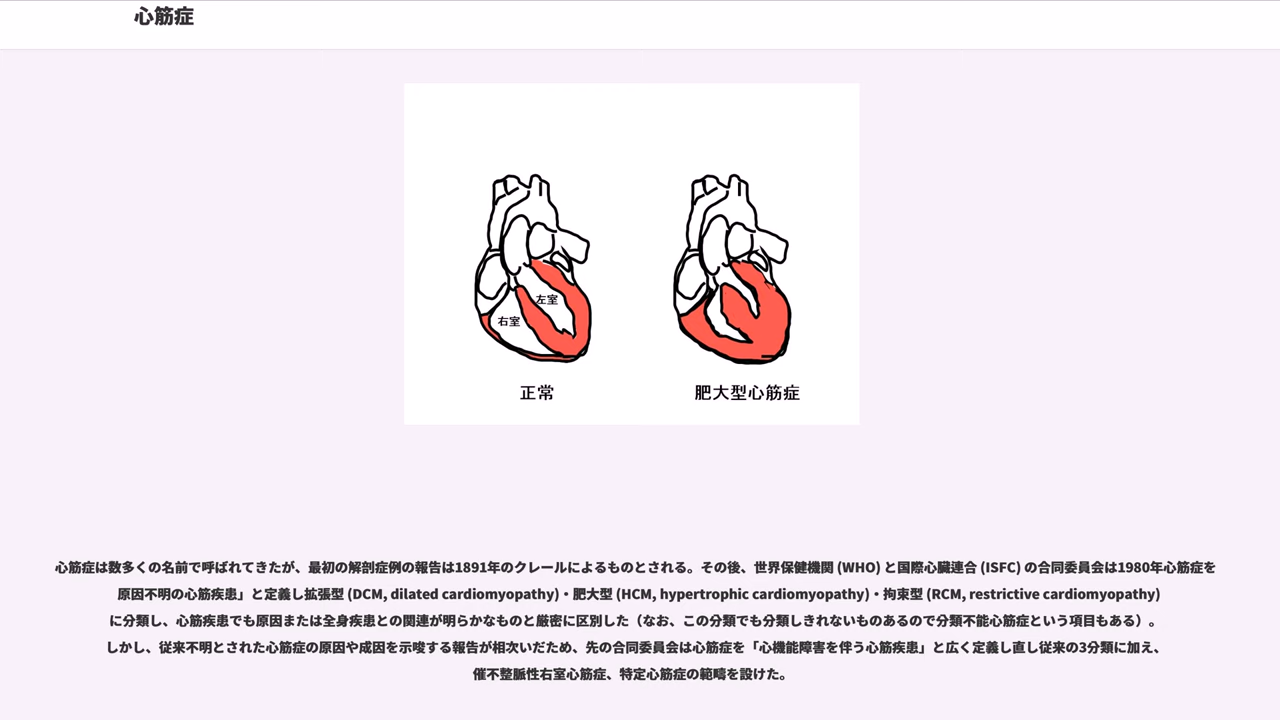 心筋症
左室
右室
正常
肥大型心筋症
心筋症は数多くの名前で呼ばれてきたが、最初の解剖症例の報告は1891年のクレールによるものとされる。その後、世界保健機関 (WHO) と国際心臓連合 (ISFC) の合同委員会は1980年心筋症を
原因不明の心筋疾患」と定義し拡張型 (DCM, dilated cardiomyopathy)・肥大型 (HCM, hypertrophic cardiomyopathy)・拘束型 (RCM, restrictive cardiomyopathy)
に分類し、心筋疾患でも原因または全身疾患との関連が明らかなものと厳密に区別した（なお、この分類でも分類しきれないものあるので分類不能心筋症という項目もある）。
しかし、従来不明とされた心筋症の原因や成因を示唆する報告が相次いだため、先の合同委員会は心筋症を「心機能障害を伴う心筋疾患」と広く定義し直し従来の3分類に加え、
催不整脈性右室心筋症、特定心筋症の範疇を設けた。